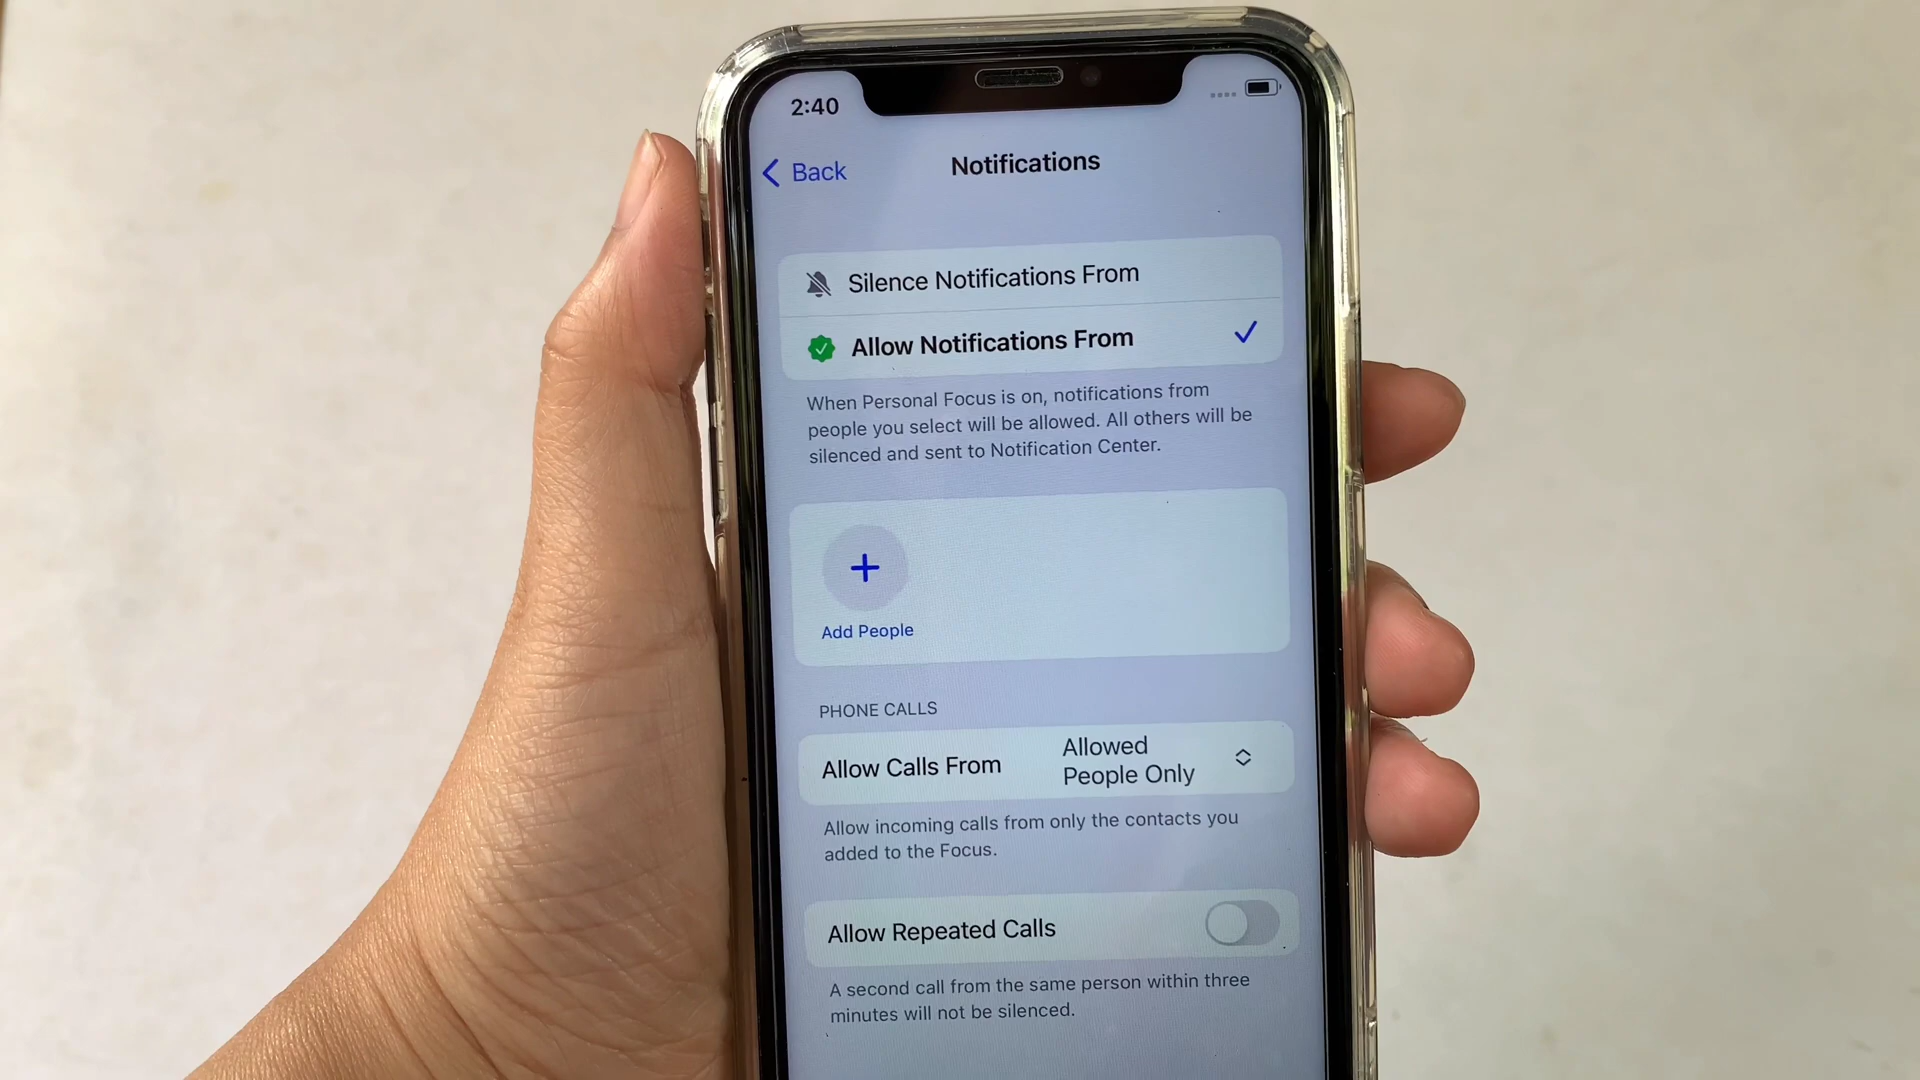 2:40
Back
Notifications
Silence Notifications From
Allow Notifications From
When Personal Focus is on, notifications from
people you select will be allowed. All others will be
silenced and sent to Notification Center.
Add People
PHONE CALLS
Allow Calls From
Allowed
People Only
Allow incoming calls from only the contacts you
added to the Focus.
Allow Repeated Calls
A second call from the same person within three
minutes will not be silenced.